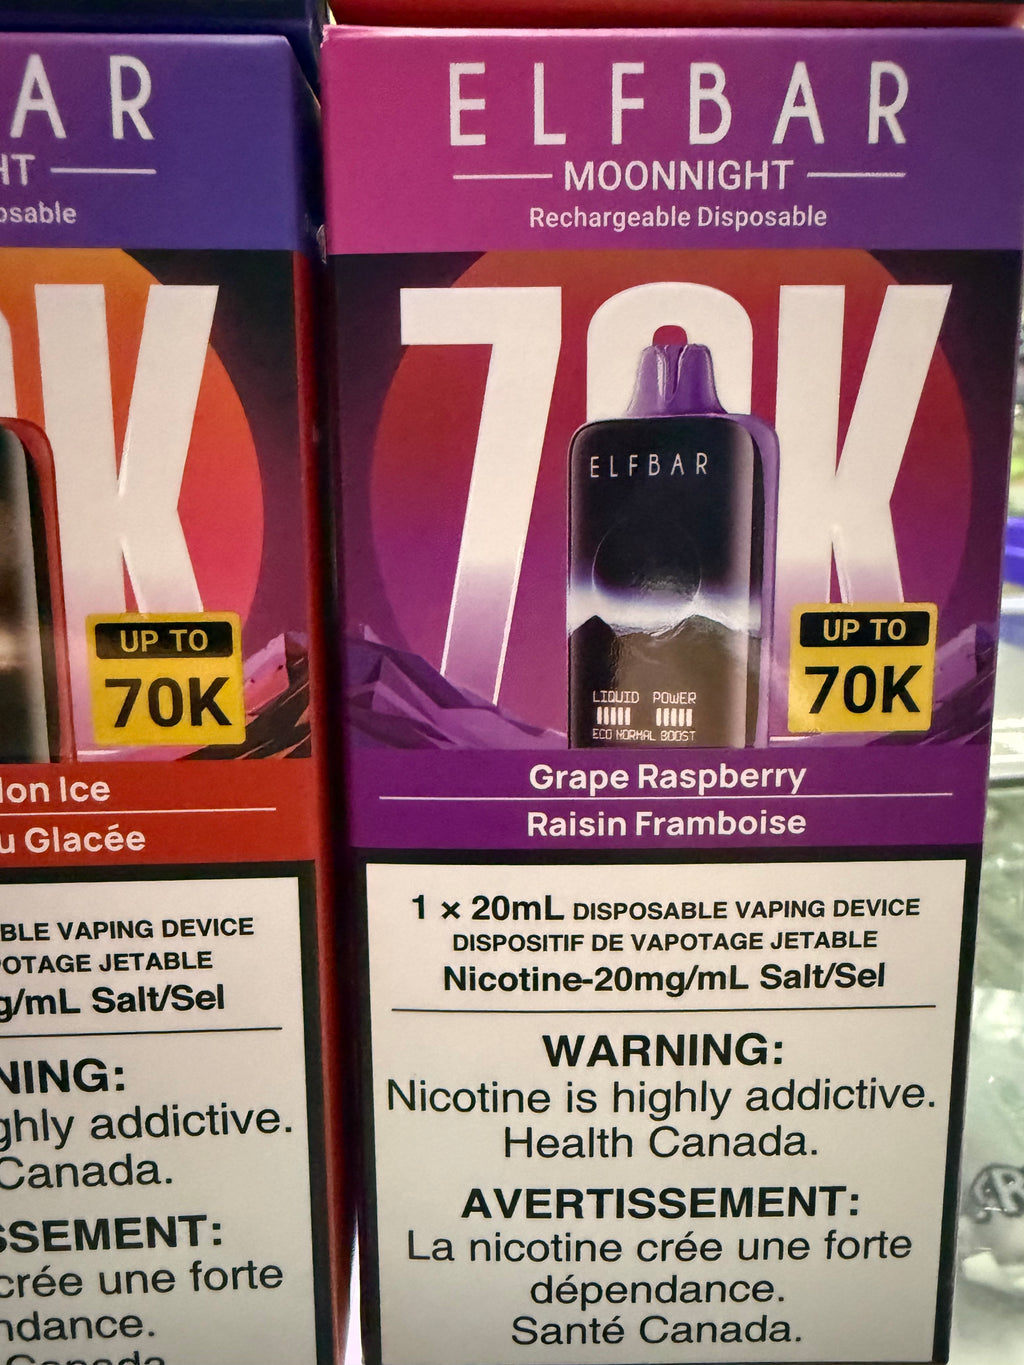 AR
HT
osable
K
UP TO
70K
lon Ice
u Glacée
BLE VAPING DEVICE
OTAGE JETABLE
g/mL Salt/Sel
NING:
ghly addictive.
Canada.
SSEMENT:
crée une forte
ndance.
Canada
ELFBAR
MOONNIGHT
Rechargeable Disposable
70K
ELFBAR
LIQUID POWER
ECO NORMAL BOOST
UP TO
70K
Grape Raspberry
Raisin Framboise
1 × 20mL DISPOSABLE VAPING DEVICE
DISPOSITIF DE VAPOTAGE JETABLE
Nicotine-20mg/mL Salt/Sel
WARNING:
Nicotine is highly addictive.
Health Canada.
AVERTISSEMENT:
La nicotine crée une forte
dépendance.
Santé Canada.